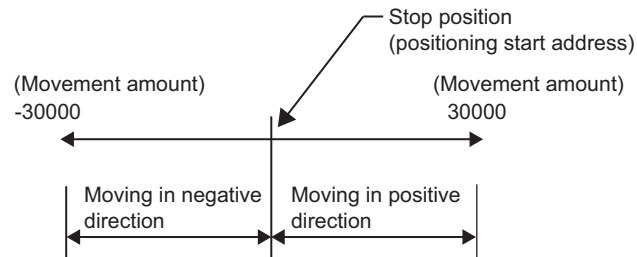 Stop position
(positioning start address)
(Movement amount)
-30000
(Movement amount)
30000
Moving in negative
direction
Moving in positive
direction